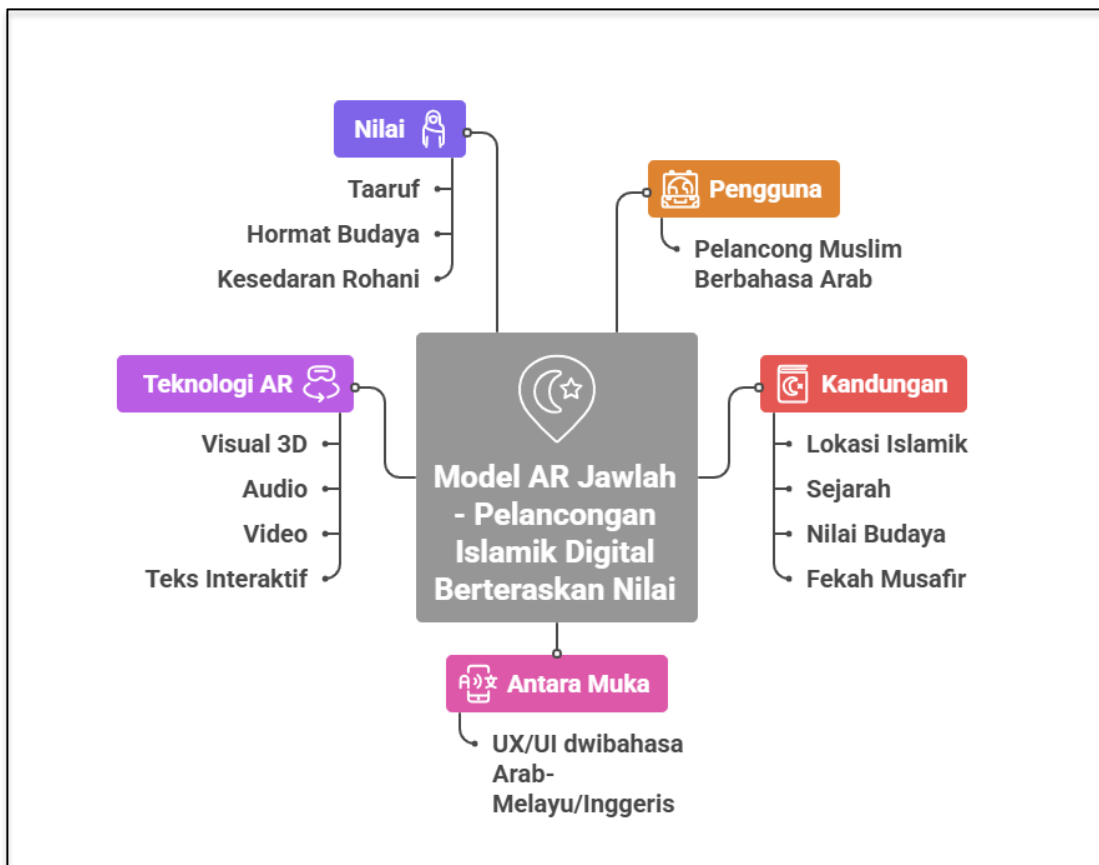 Nilai
Taaruf
Hormat Budaya
Kesedaran Rohani
Pengguna
Pelancong Muslim
Berbahasa Arab
Teknologi AR
Visual 3D
Audio
Video
Teks Interaktif
Model AR Jawlah
- Pelancongan
Islamik Digital
Berteraskan Nilai
Kandungan
Lokasi Islamik
Sejarah
Nilai Budaya
Fekah Musafir
Antara Muka
UX/UI dwibahasa
Arab-
Melayu/Inggeris